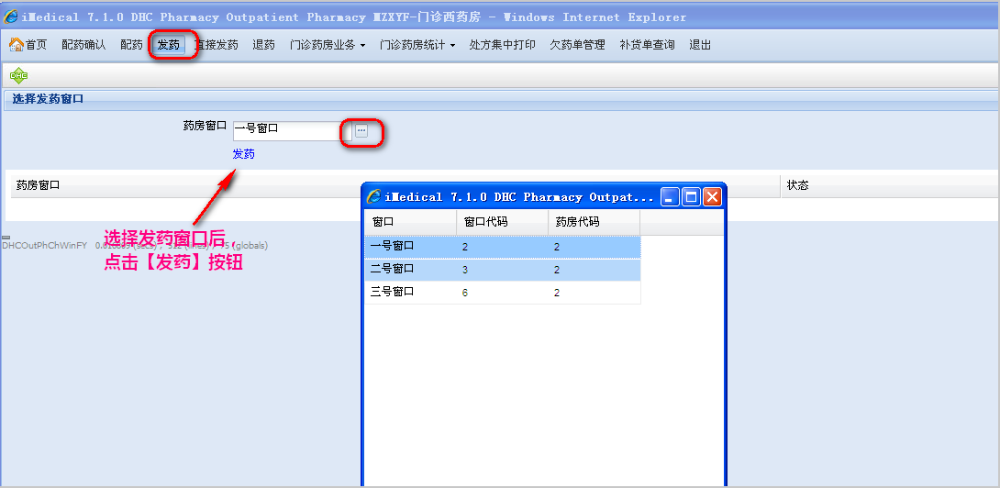 iMedical 7.1.0 DHC Pharmacy Outpatient Pharmacy MZXYF-门诊西药房 - Windows Internet Explorer
首页 配药确认 配药 发药 直接发药 退药 门诊药房业务 门诊药房统计 处方集中打印 欠药单管理 补货单查询 退出
DHC
选择发药窗口
药房窗口 一号窗口 ...
发药
药房窗口 状态
iMedical 7.1.0 DHC Pharmacy Outpat...
窗口 窗口代码 药房代码
一号窗口 2 2
二号窗口 3 2
三号窗口 6 2
选择发药窗口后，
点击【发药】按钮
DHCOutPhChWinFY (globals)